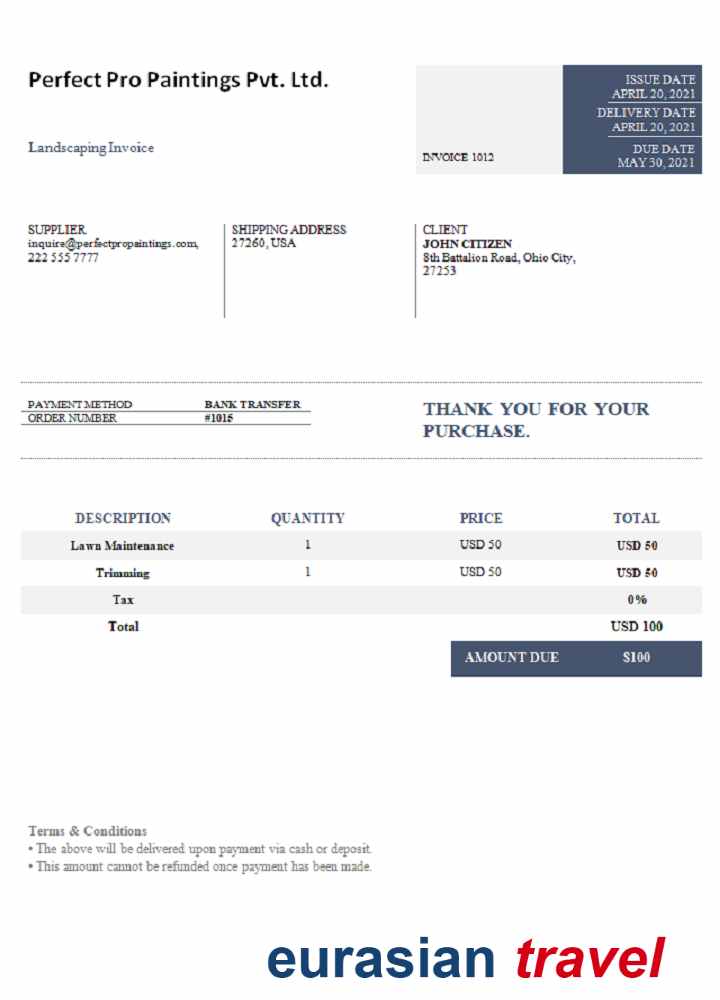 Perfect Pro Paintings Pvt. Ltd.
Landscaping Invoice
INVOICE 1012
ISSUE DATE
APRIL 20, 2021
DELIVERY DATE
APRIL 20, 2021
DUE DATE
MAY 30, 2021
SUPPLIER
inquire@perfectpropaintings.com,
222 555 7777
SHIPPING ADDRESS
27260, USA
CLIENT
JOHN CITIZEN
8th Battalion Road, Ohio City,
27253
PAYMENT METHOD BANK TRANSFER
ORDER NUMBER #1015
THANK YOU FOR YOUR
PURCHASE.
DESCRIPTION QUANTITY PRICE TOTAL
Lawn Maintenance 1 USD 50 USD 50
Trimming 1 USD 50 USD 50
Tax 0%
Total USD 100
AMOUNT DUE $100
Terms & Conditions
• The above will be delivered upon payment via cash or deposit.
• This amount cannot be refunded once payment has been made.
eurasian travel